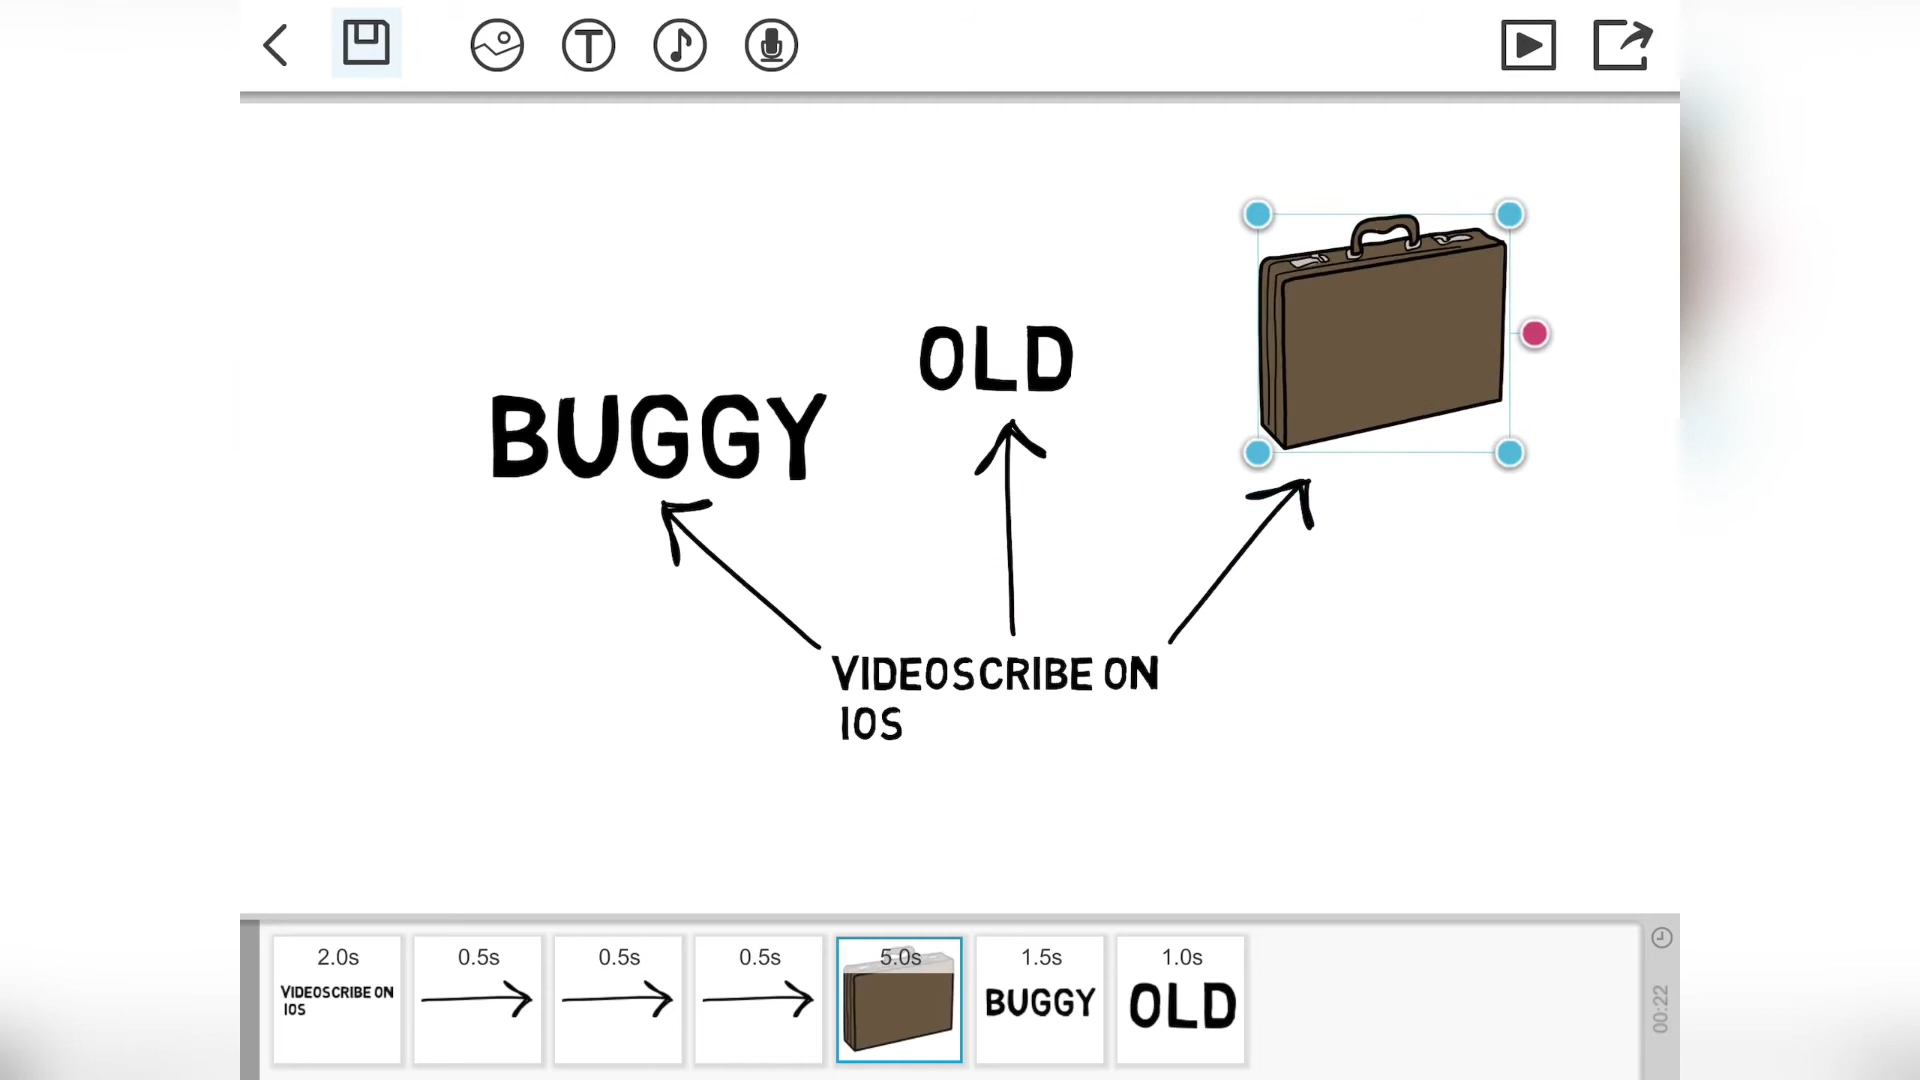 OLD
BUGGY
VIDEOSCRIBE ON
IOS
2.0s
VIDEOSCRIBE ON
IOS
0.5s
0.5s
0.5s
5.0s
1.5s
BUGGY
1.0s
OLD
00:22